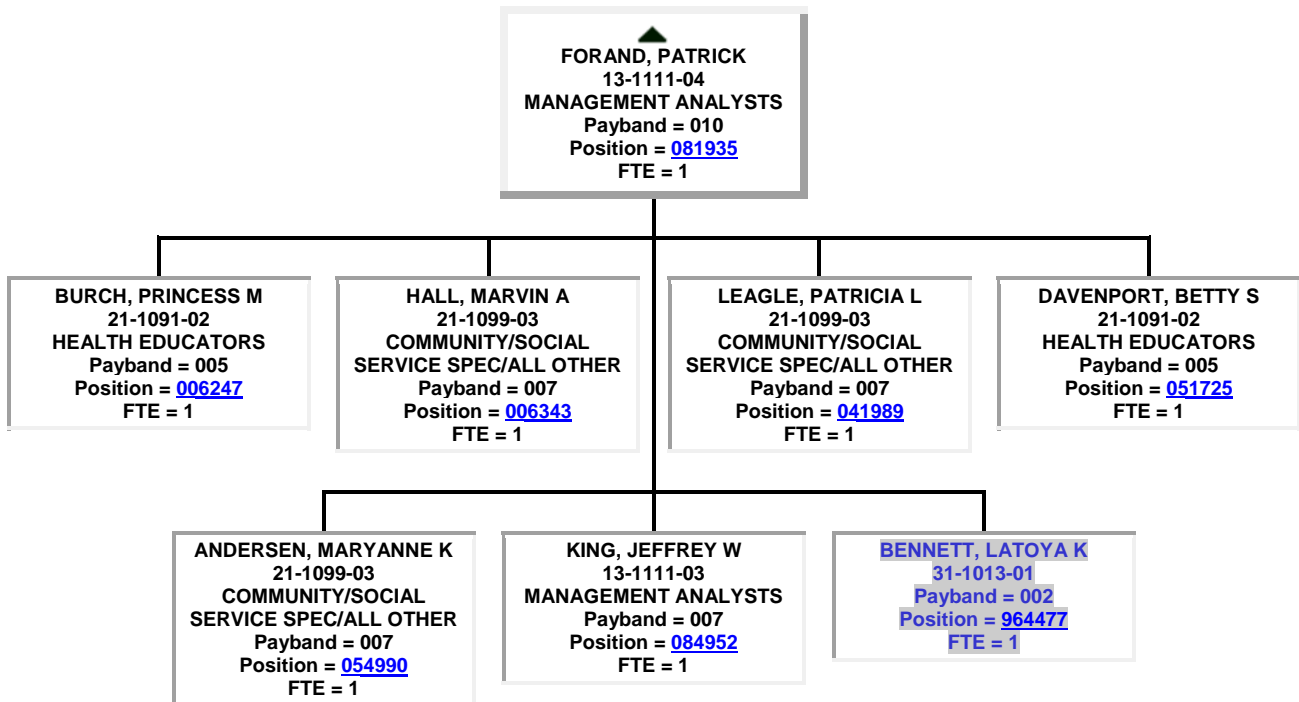 FORAND, PATRICK
13-1111-04
MANAGEMENT ANALYSTS
Payband = 010
Position = 081935
FTE = 1
BURCH, PRINCESS M
21-1091-02
HEALTH EDUCATORS
Payband = 005
Position = 006247
FTE = 1
HALL, MARVIN A
21-1099-03
COMMUNITY/SOCIAL
SERVICE SPEC/ALL OTHER
Payband = 007
Position = 006343
FTE = 1
LEAGLE, PATRICIA L
21-1099-03
COMMUNITY/SOCIAL
SERVICE SPEC/ALL OTHER
Payband = 007
Position = 041989
FTE = 1
DAVENPORT, BETTY S
21-1091-02
HEALTH EDUCATORS
Payband = 005
Position = 051725
FTE = 1
ANDERSEN, MARYANNE K
21-1099-03
COMMUNITY/SOCIAL
SERVICE SPEC/ALL OTHER
Payband = 007
Position = 054990
FTE = 1
KING, JEFFREY W
13-1111-03
MANAGEMENT ANALYSTS
Payband = 007
Position = 084952
FTE = 1
BENNETT, LATOYA K
31-1013-01
Payband = 002
Position = 964477
FTE = 1